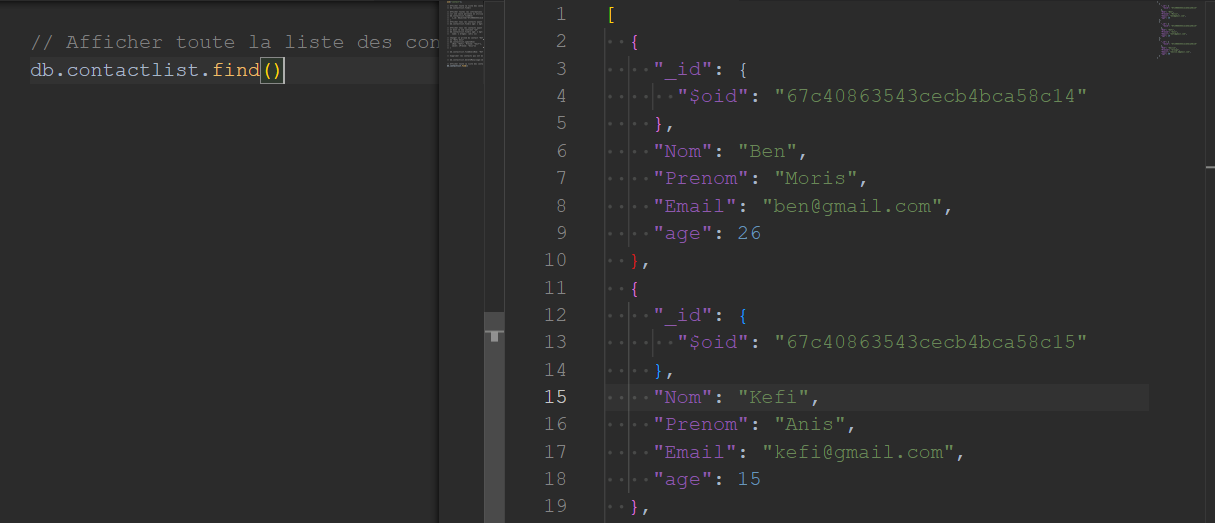 // Afficher toute la liste des con
db.contactlist.find()
1 [
2 {
3 "_id": {
4 "$oid": "67c40863543cecb4bca58c14"
5 },
6 "Nom": "Ben",
7 "Prenom": "Moris",
8 "Email": "ben@gmail.com",
9 "age": 26
10 },
11 {
12 "_id": {
13 "$oid": "67c40863543cecb4bca58c15"
14 },
15 "Nom": "Kefi",
16 "Prenom": "Anis",
17 "Email": "kefi@gmail.com",
18 "age": 15
19 },